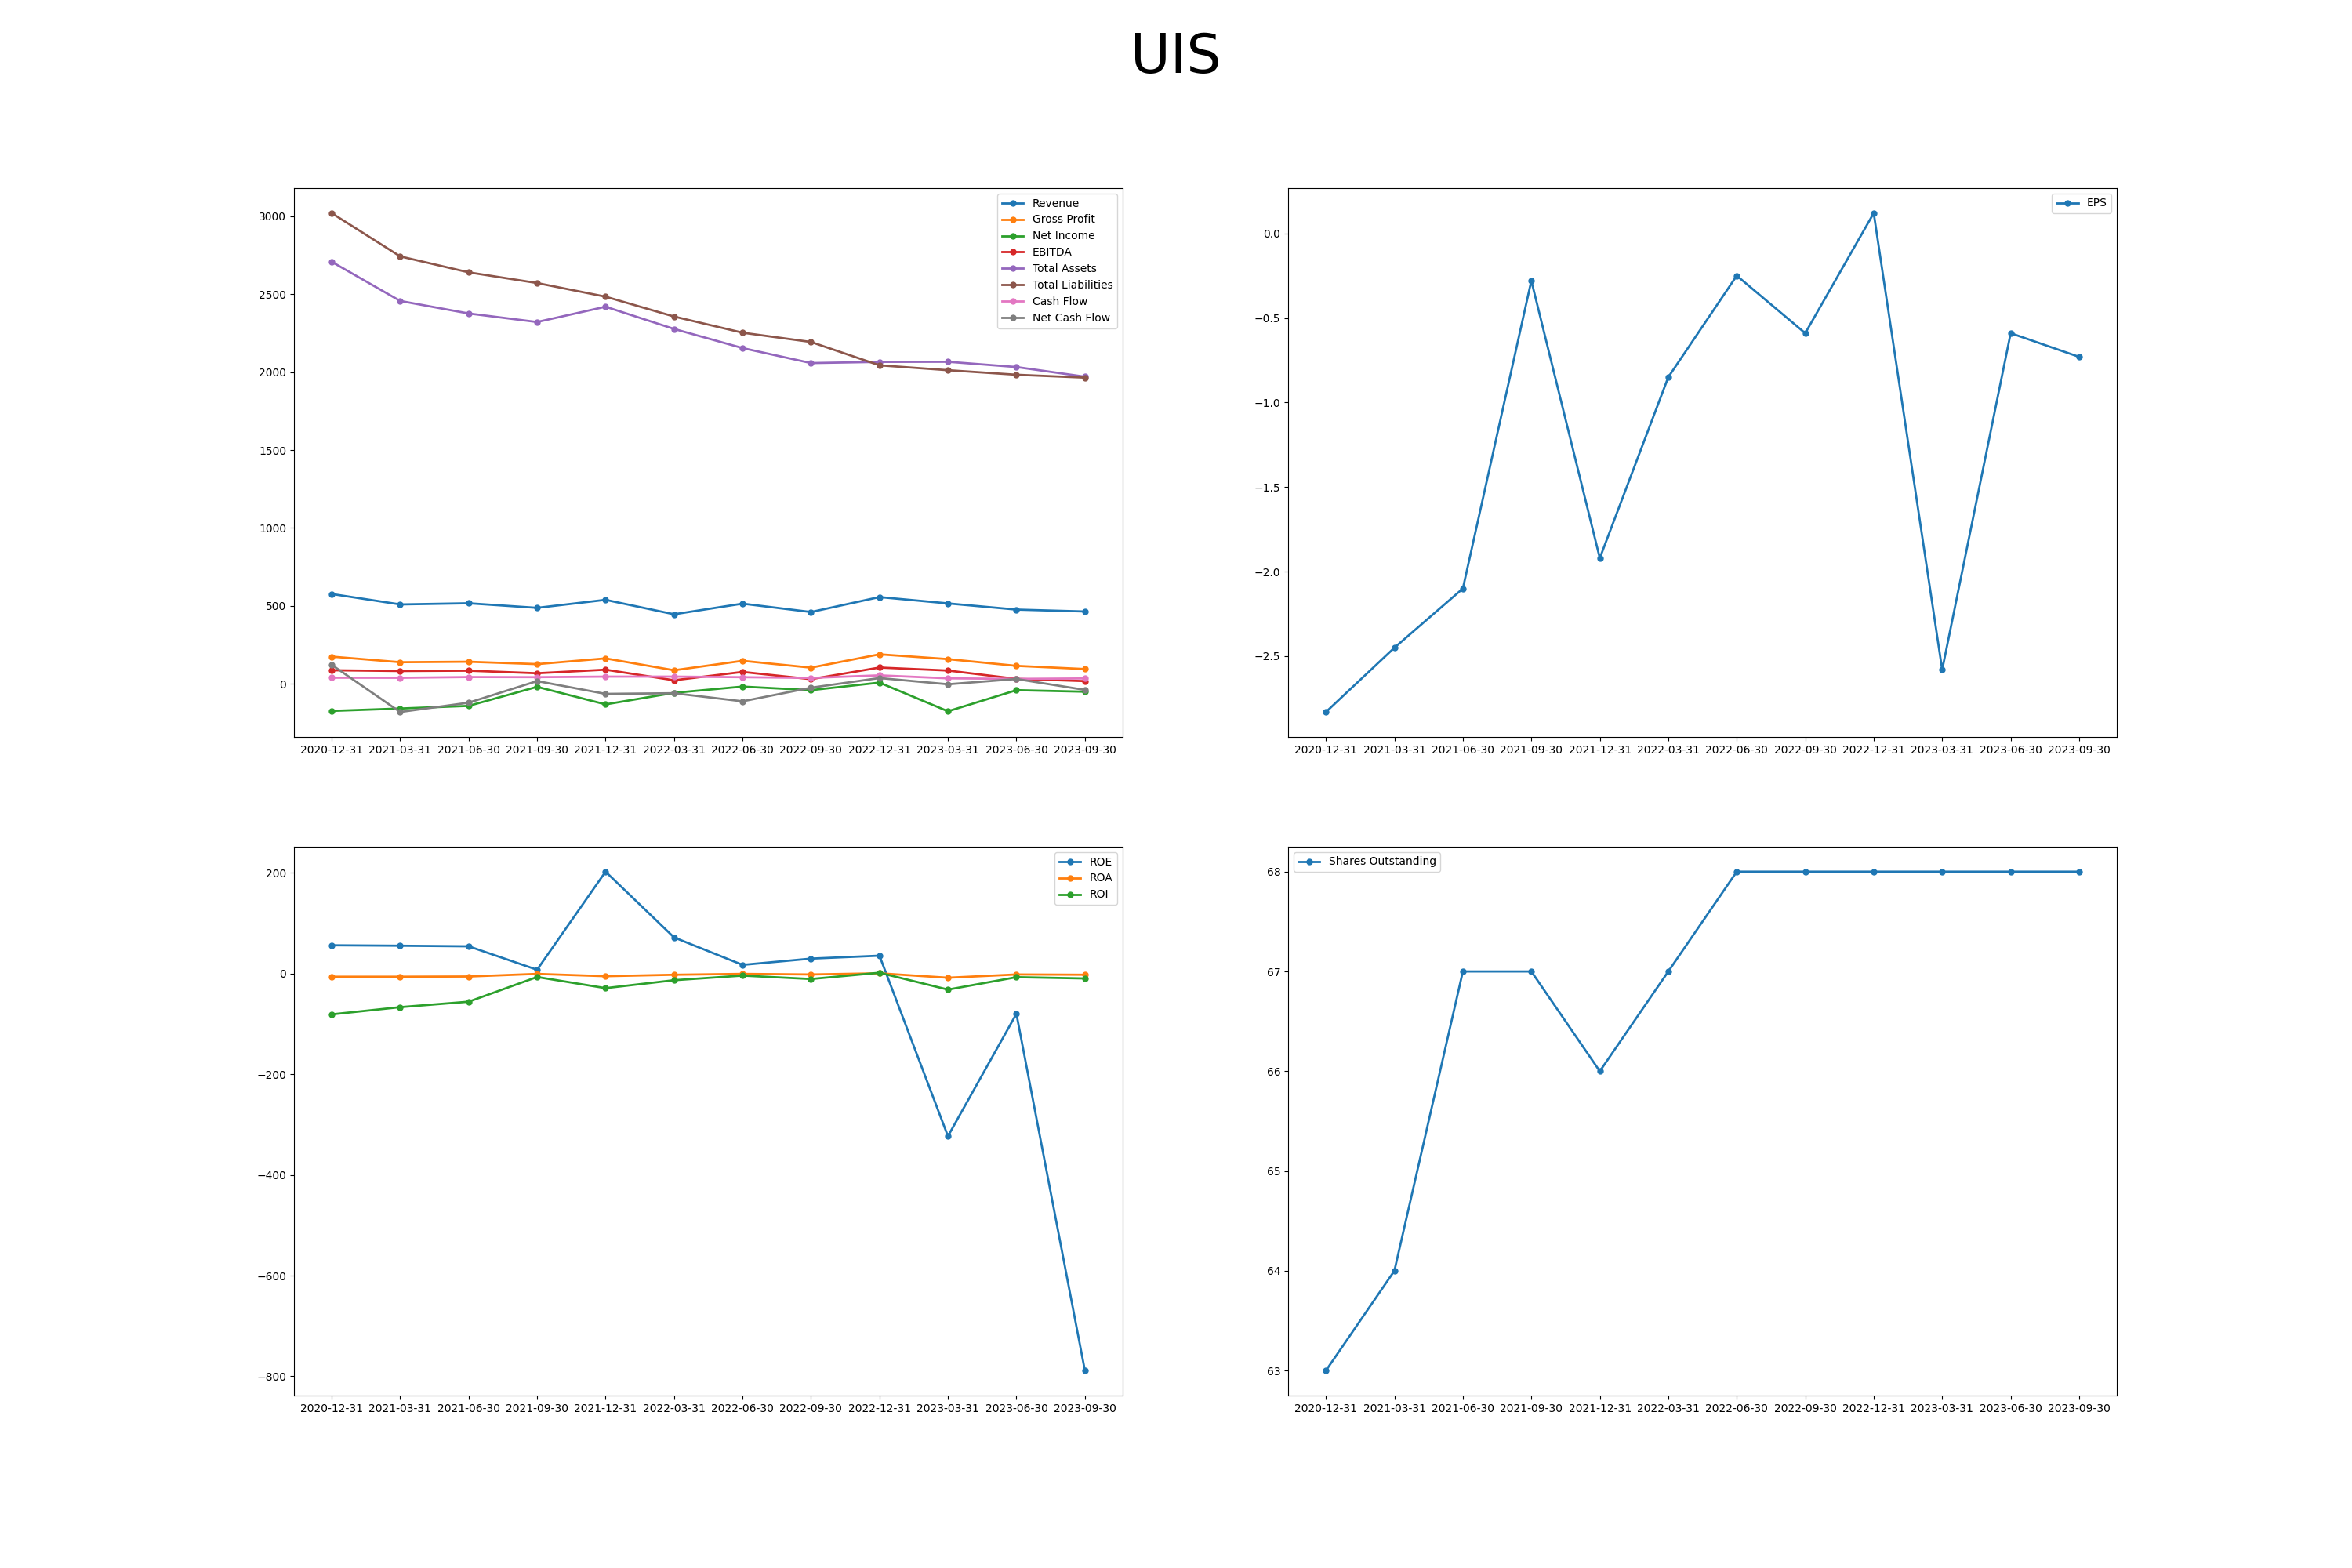 UIS
3000
2500
2000
1500
1000
500
0
Revenue
Gross Profit
Net Income
EBITDA
Total Assets
Total Liabilities
Cash Flow
Net Cash Flow
2020-12-31 2021-03-31 2021-06-30 2021-09-30 2021-12-31 2022-03-31 2022-06-30 2022-09-30 2022-12-31 2023-03-31 2023-06-30 2023-09-30
0.0
−0.5
−1.0
−1.5
−2.0
−2.5
EPS
2020-12-31 2021-03-31 2021-06-30 2021-09-30 2021-12-31 2022-03-31 2022-06-30 2022-09-30 2022-12-31 2023-03-31 2023-06-30 2023-09-30
200
0
−200
−400
−600
−800
ROE
ROA
ROI
2020-12-31 2021-03-31 2021-06-30 2021-09-30 2021-12-31 2022-03-31 2022-06-30 2022-09-30 2022-12-31 2023-03-31 2023-06-30 2023-09-30
68
67
66
65
64
63
Shares Outstanding
2020-12-31 2021-03-31 2021-06-30 2021-09-30 2021-12-31 2022-03-31 2022-06-30 2022-09-30 2022-12-31 2023-03-31 2023-06-30 2023-09-30